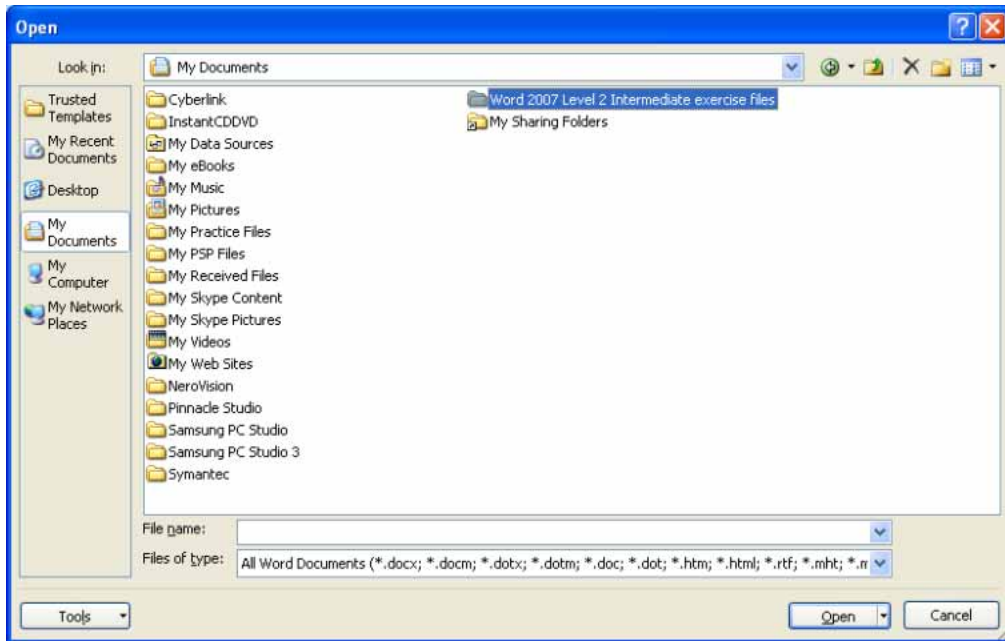 Open
Look in:
My Documents
Trusted
Templates
My Recent
Documents
Desktop
My
Documents
My
Computer
My Network
Places
Cyberlink
InstantCDDVD
My Data Sources
My eBooks
My Music
My Pictures
My Practice Files
My PSP Files
My Received Files
My Skype Content
My Skype Pictures
My Videos
My Web Sites
NeroVision
Pinnacle Studio
Samsung PC Studio
Samsung PC Studio 3
Symantec
Word 2007 Level 2 Intermediate exercise files
My Sharing Folders
File name:
Files of type:
All Word Documents (*.docx; *.docm; *.dotx; *.dotm; *.doc; *.dot; *.htm; *.html; *.rtf; *.mht; *.m
Tools
Open
Cancel